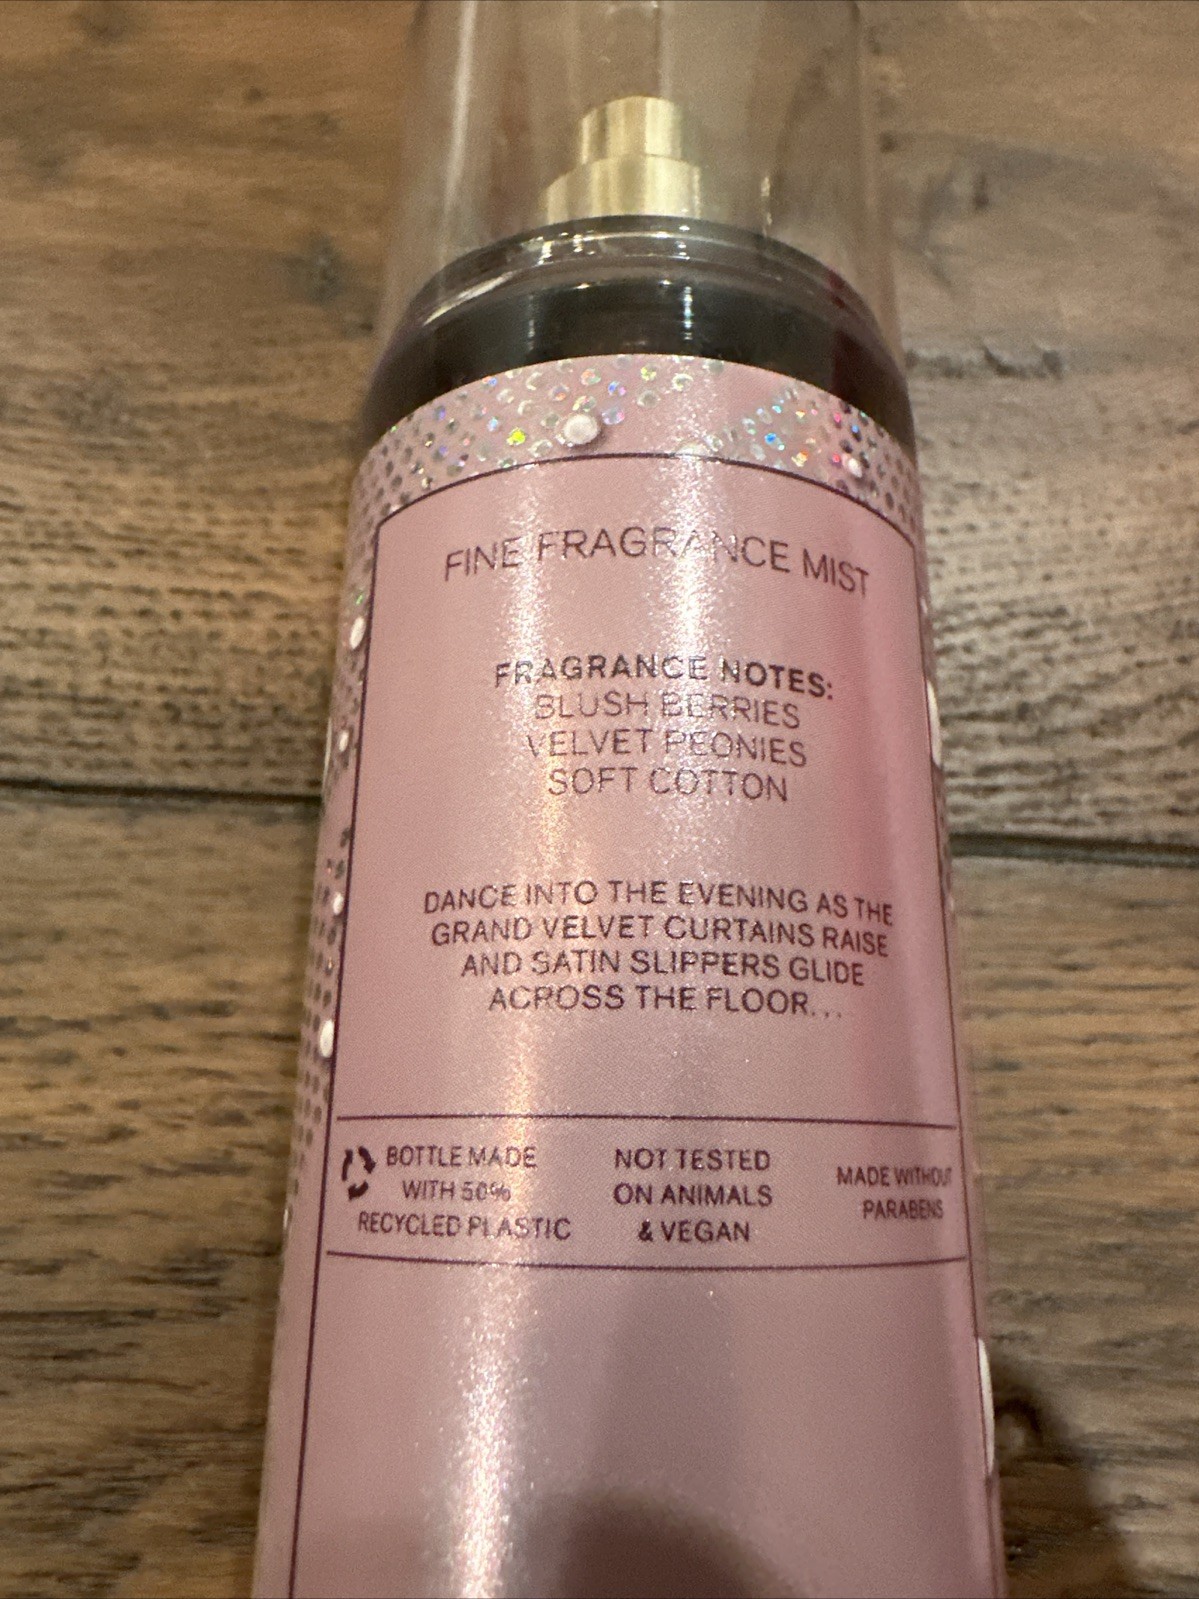 FINE FRAGRANCE MIST
FRAGRANCE NOTES:
BLUSH BERRIES
VELVET PEONIES
SOFT COTTON
DANCE INTO THE EVENING AS THE
GRAND VELVET CURTAINS RAISE
AND SATIN SLIPPERS GLIDE
ACROSS THE FLOOR...
BOTTLE MADE
WITH 50%
RECYCLED PLASTIC
NOT TESTED
ON ANIMALS
& VEGAN
MADE WITHOUT
PARABENS